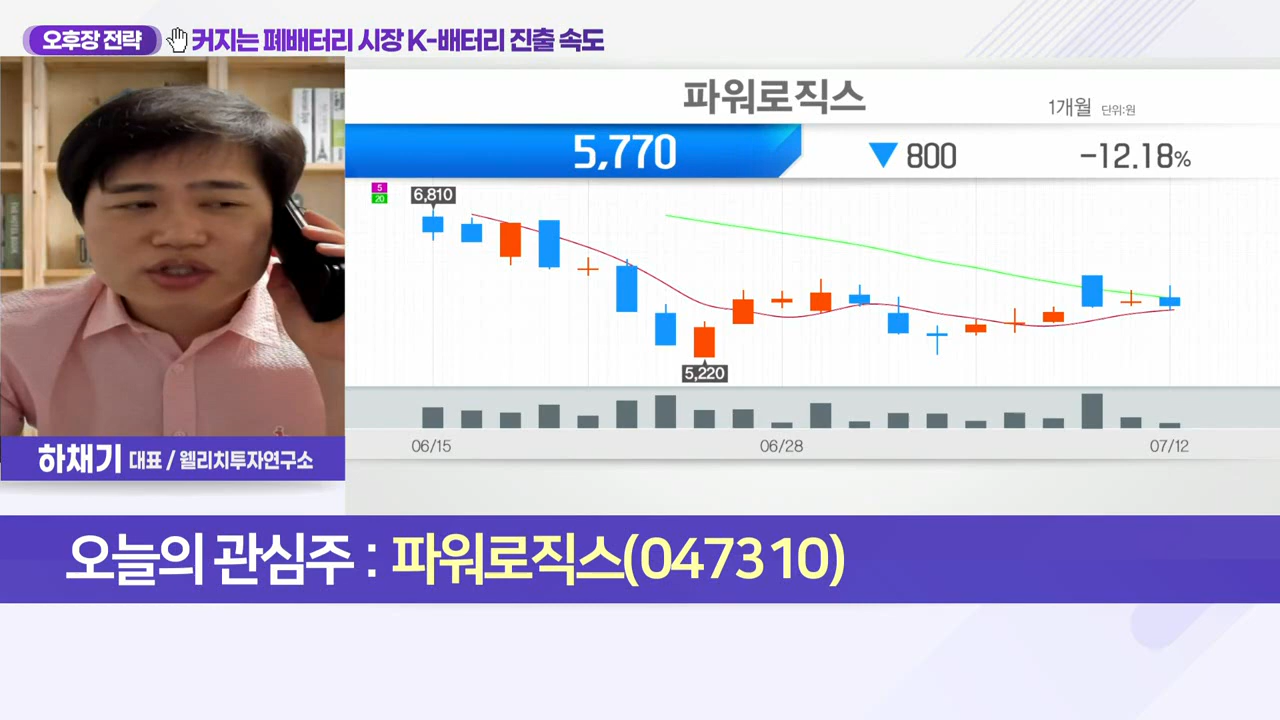 오후장 전략 커지는 폐배터리 시장 K-배터리 진출 속도
파워로직스
1개월 단위:원
5,770 ▼ 800 -12.18%
5
20
6,810
5,220
06/15 06/28 07/12
하채기 대표 / 웰리치투자연구소
오늘의 관심주 : 파워로직스(047310)